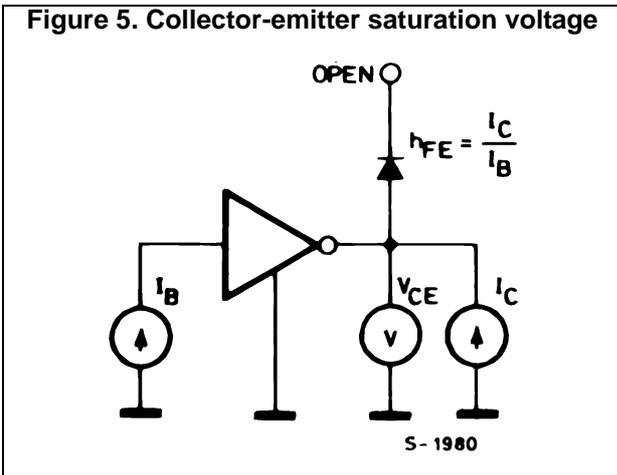 Figure 5. Collector-emitter saturation voltage
OPEN
hFE = IC
IB
IB
VCE
IC
V
S-1980